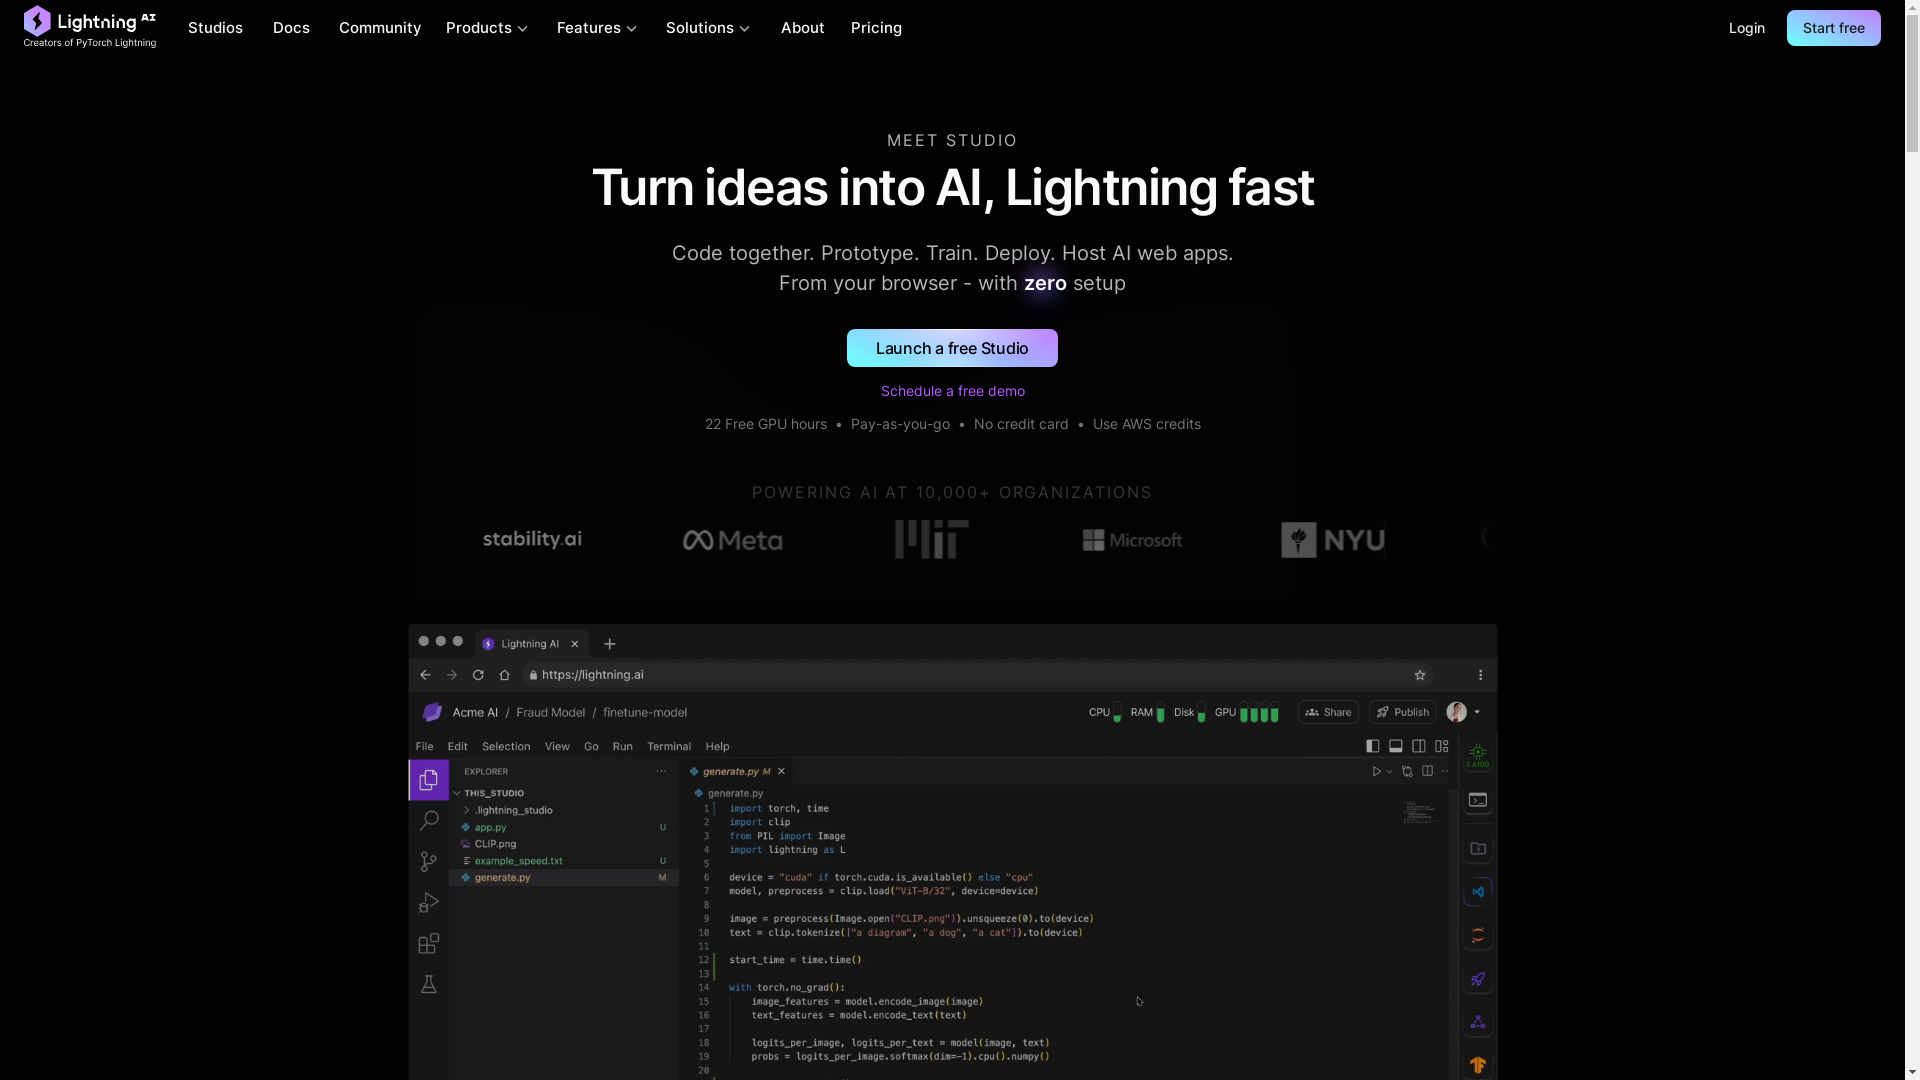 Lightning AI
Creators of PyTorch Lightning
Studios Docs Community Products Features Solutions About Pricing Login Start free
MEET STUDIO
Turn ideas into AI, Lightning fast
Code together. Prototype. Train. Deploy. Host AI web apps.
From your browser - with zero setup
Launch a free Studio
Schedule a free demo
22 Free GPU hours • Pay-as-you-go • No credit card • Use AWS credits
POWERING AI AT 10,000+ ORGANIZATIONS
stability.ai Meta MIT Microsoft NYU
Lightning AI
https://lightning.ai
Acme AI / Fraud Model / finetune-model CPU RAM Disk GPU Share Publish
File Edit Selection View Go Run Terminal Help
4 A10G
EXPLORER
THIS_STUDIO
.lightning_studio
app.py U
CLIP.png
example_speed.txt U
generate.py M
generate.py M
generate.py
1 import torch, time
2 import clip
3 from PIL import Image
4 import lightning as L
5
6 device = "cuda" if torch.cuda.is_available() else "cpu"
7 model, preprocess = clip.load("ViT-B/32", device=device)
8
9 image = preprocess(Image.open("CLIP.png")).unsqueeze(0).to(device)
10 text = clip.tokenize(["a diagram", "a dog", "a cat"]).to(device)
11
12 start_time = time.time()
13
14 with torch.no_grad():
15 image_features = model.encode_image(image)
16 text_features = model.encode_text(text)
17
18 logits_per_image, logits_per_text = model(image, text)
19 probs = logits_per_image.softmax(dim=-1).cpu().numpy()
20